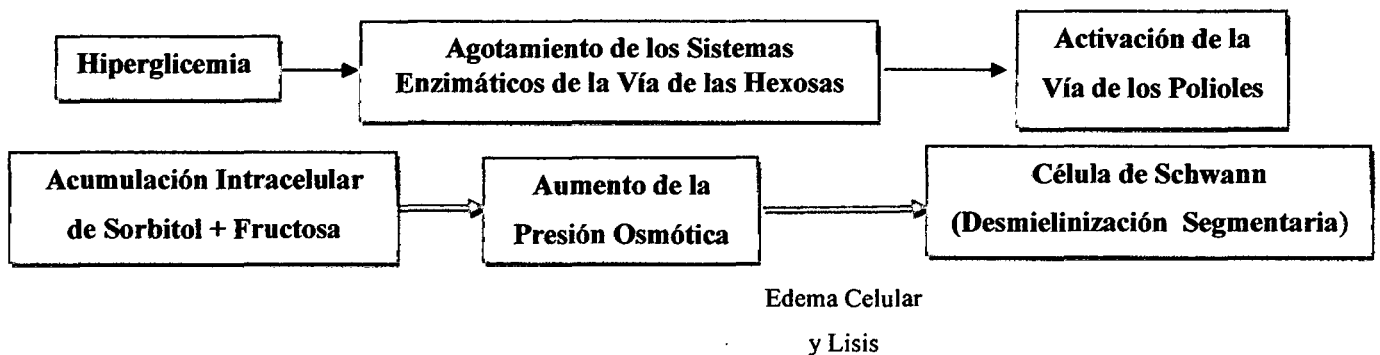 Hiperglicemia
Agotamiento de los Sistemas
Enzimáticos de la Vía de las Hexosas
Activación de la
Vía de los Polioles
Acumulación Intracelular
de Sorbitol + Fructosa
Aumento de la
Presión Osmótica
Célula de Schwann
(Desmielinización Segmentaria)
Edema Celular
y Lisis